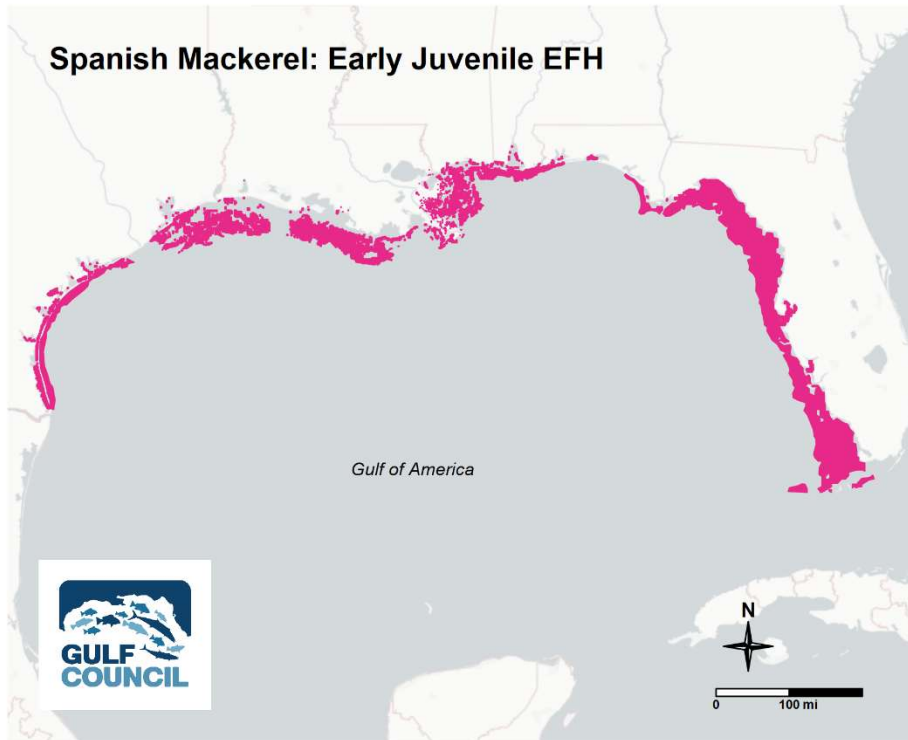 Spanish Mackerel: Early Juvenile EFH
Gulf of America
GULF
COUNCIL
N
0 100 mi